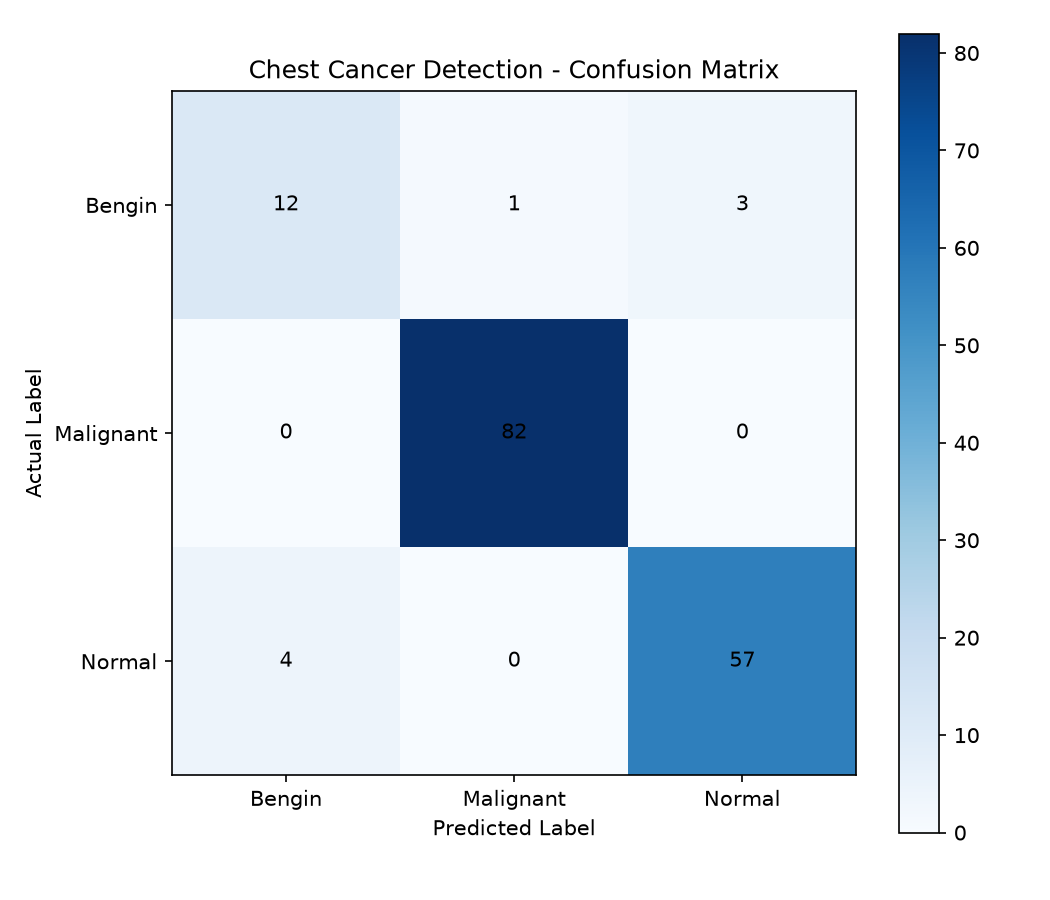 Chest Cancer Detection - Confusion Matrix
80
70
60
50
40
30
20
10
0
Actual Label
Bengin 12 1 3
Malignant 0 82 0
Normal 4 0 57
Bengin Malignant Normal
Predicted Label